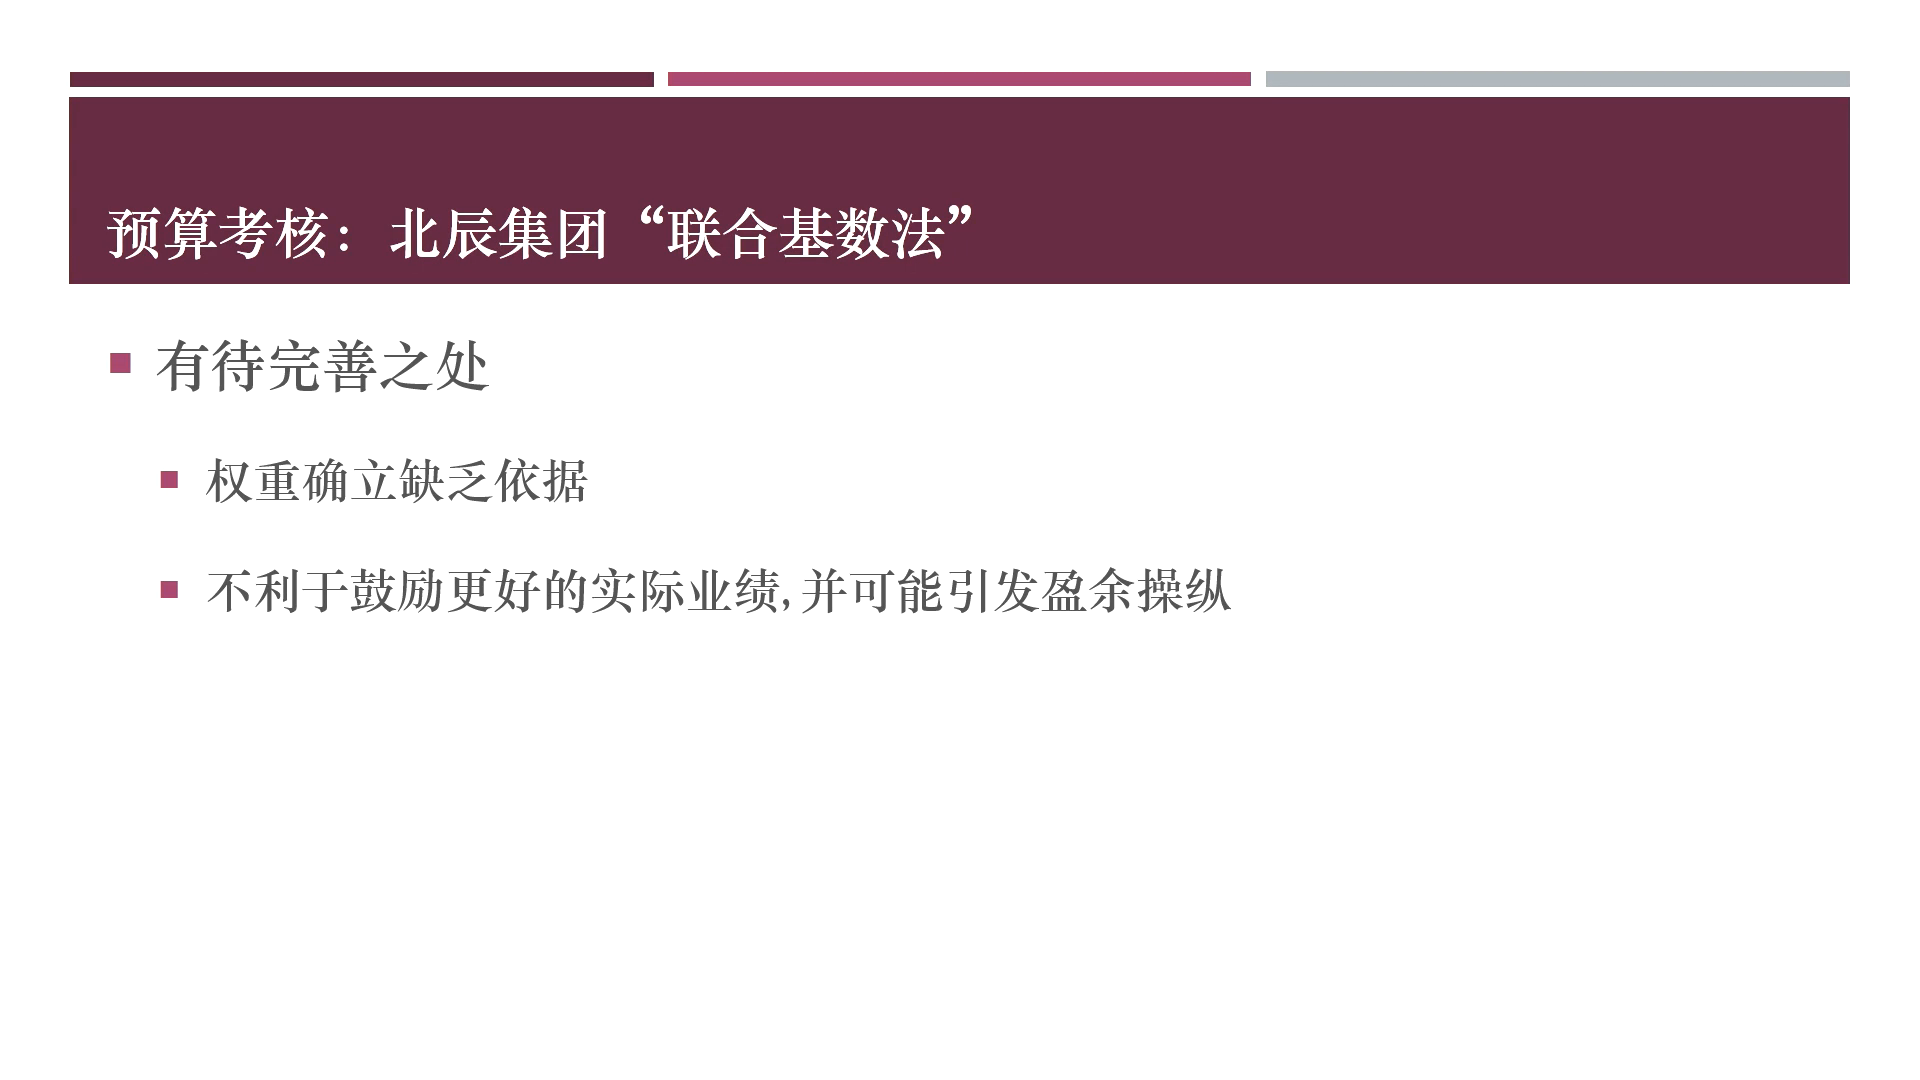 预算考核：北辰集团“联合基数法”
有待完善之处
权重确立缺乏依据
不利于鼓励更好的实际业绩,并可能引发盈余操纵